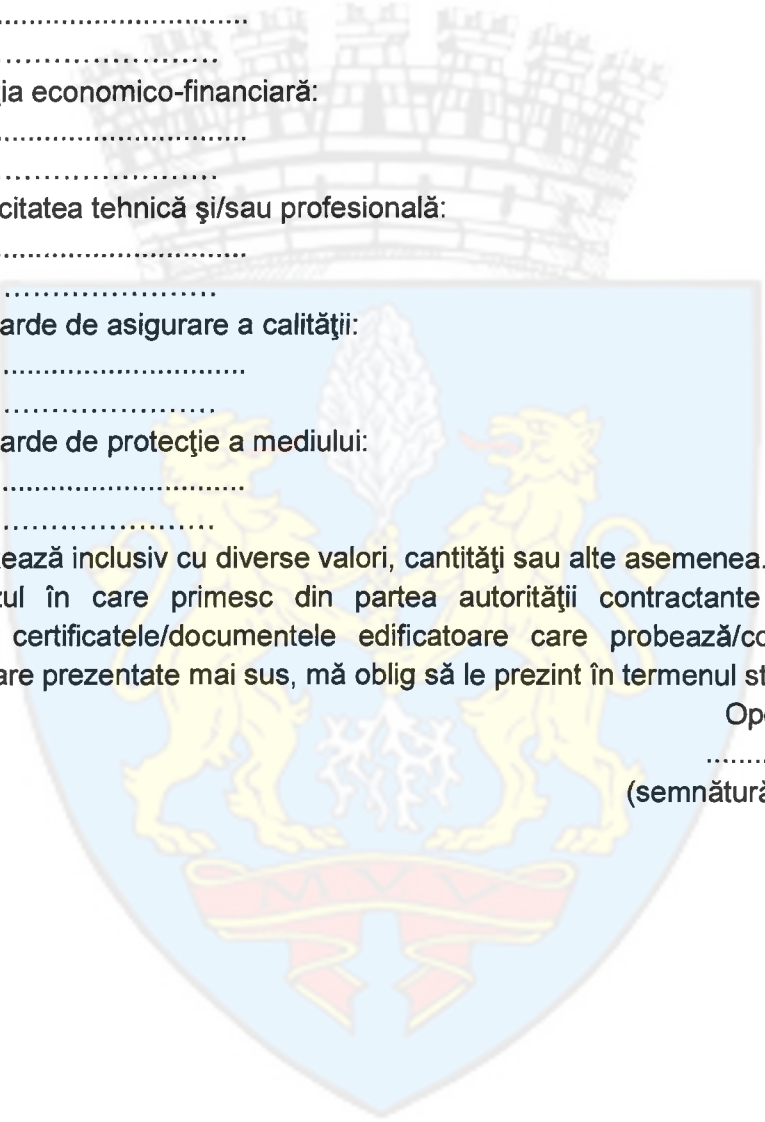 ..............................
........................
ia economico-financiară:
..............................
........................
citatea tehnică şi/sau profesională:
..............................
........................
arde de asigurare a calităţii:
..............................
........................
arde de protecţie a mediului:
..............................
........................
ează inclusiv cu diverse valori, cantităţi sau alte asemenea.
ul în care primesc din partea autorităţii contractante
certificatele/documentele edificatoare care probează/co
are prezentate mai sus, mă oblig să le prezint în termenul st
Ope
.........
(semnătură
M V V